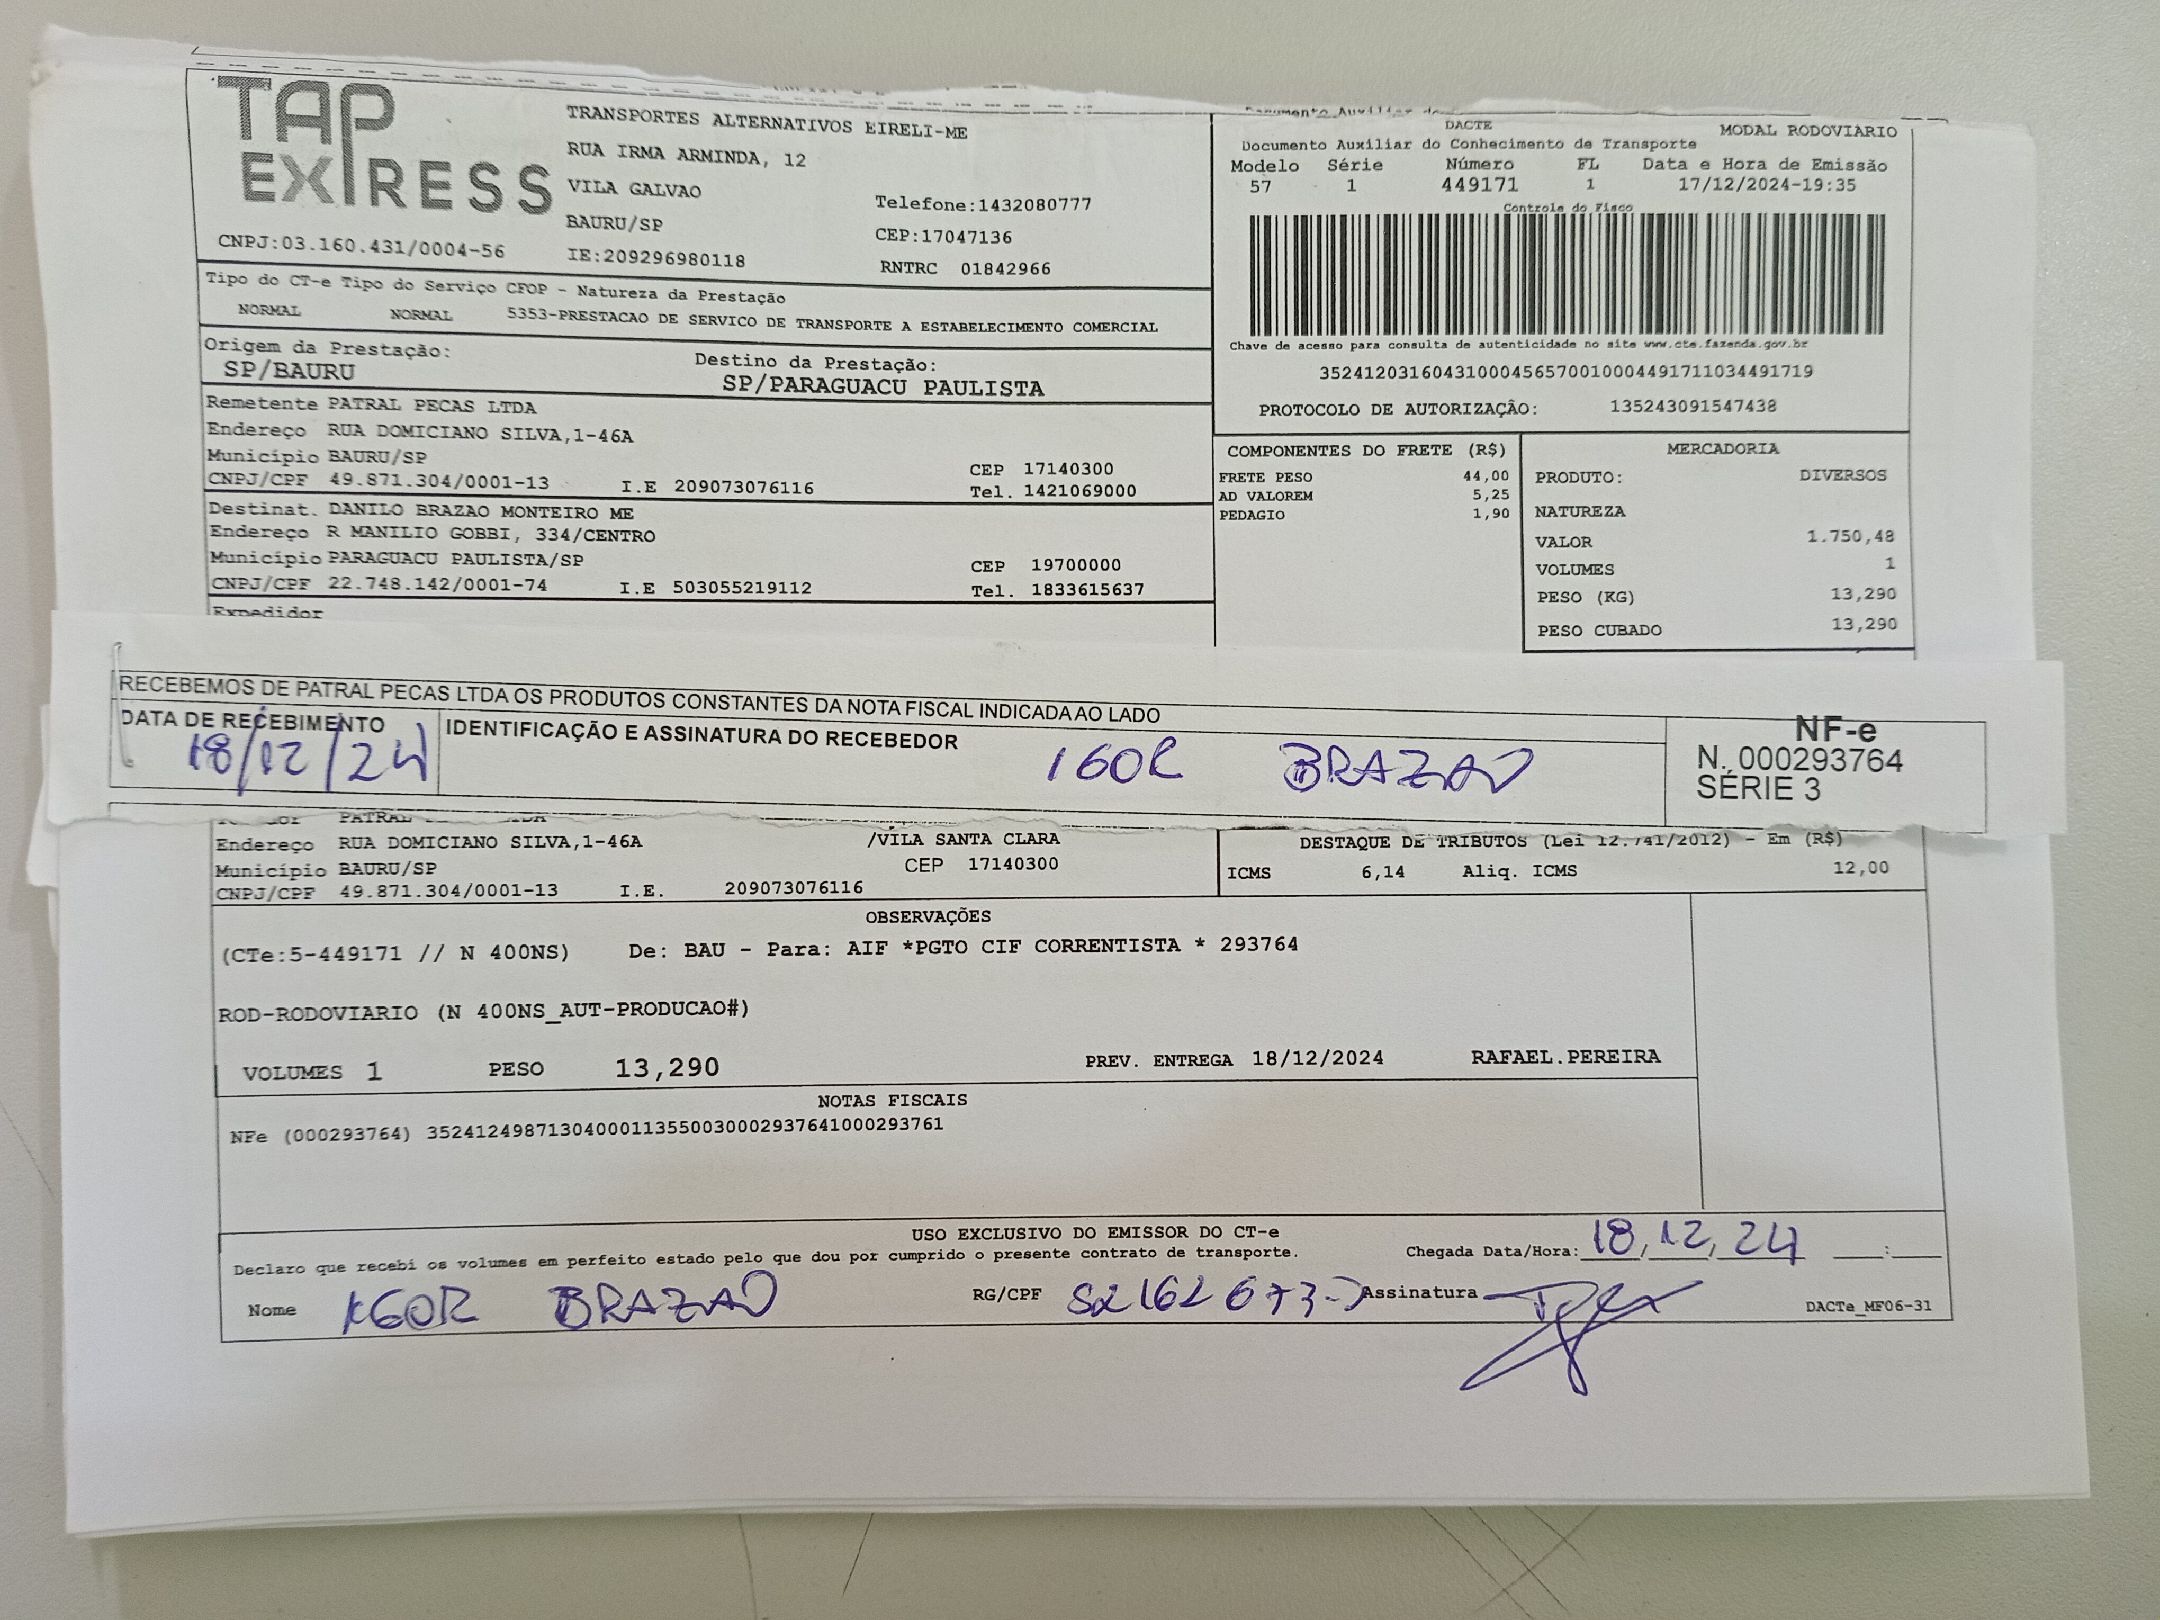 TAP EXPRESS
TRANSPORTES ALTERNATIVOS EIRELI-ME
RUA IRMA ARMINDA, 12
VILA GALVAO
BAURU/SP
IE:209296980118
Telefone:1432080777
CEP:17047136
RNTRC 01842966
CNPJ:03.160.431/0004-56
DACTE
MODAL RODOVIARIO
Documento Auxiliar do Conhecimento de Transporte
Modelo Série Número FL Data e Hora de Emissão
57 1 449171 1 17/12/2024-19:35
Controle do Fisco
Chave de acesso para consulta de autenticidade no site www.cte.fazenda.gov.br
35241203160431000456570010004491711034491719
PROTOCOLO DE AUTORIZAÇÃO: 135243091547438
Tipo do CT-e Tipo do Serviço CFOP - Natureza da Prestação
NORMAL NORMAL 5353-PRESTACAO DE SERVICO DE TRANSPORTE A ESTABELECIMENTO COMERCIAL
Origem da Prestação: Destino da Prestação:
SP/BAURU SP/PARAGUACU PAULISTA
Remetente PATRAL PECAS LTDA
Endereço RUA DOMICIANO SILVA,1-46A
Município BAURU/SP CEP 17140300
CNPJ/CPF 49.871.304/0001-13 I.E 209073076116 Tel. 1421069000
Destinat. DANILO BRAZAO MONTEIRO ME
Endereço R MANILIO GOBBI, 334/CENTRO
Município PARAGUACU PAULISTA/SP CEP 19700000
CNPJ/CPF 22.748.142/0001-74 I.E 503055219112 Tel. 1833615637
Expedidor
COMPONENTES DO FRETE (R$)
FRETE PESO 44,00
AD VALOREM 5,25
PEDAGIO 1,90
MERCADORIA
PRODUTO: DIVERSOS
NATUREZA
VALOR 1.750,48
VOLUMES 1
PESO (KG) 13,290
PESO CUBADO 13,290
RECEBEMOS DE PATRAL PECAS LTDA OS PRODUTOS CONSTANTES DA NOTA FISCAL INDICADA AO LADO
DATA DE RECEBIMENTO IDENTIFICAÇÃO E ASSINATURA DO RECEBEDOR
18/12/24 IGOR BRAZAO
NF-e
N. 000293764
SÉRIE 3
PATRAL
Endereço RUA DOMICIANO SILVA,1-46A /VILA SANTA CLARA
Município BAURU/SP CEP 17140300
CNPJ/CPF 49.871.304/0001-13 I.E. 209073076116
DESTAQUE DE TRIBUTOS (Lei 12.741/2012) - Em (R$)
ICMS 6,14 Aliq. ICMS 12,00
OBSERVAÇÕES
(CTe:5-449171 // N 400NS) De: BAU - Para: AIF *PGTO CIF CORRENTISTA * 293764
ROD-RODOVIARIO (N 400NS_AUT-PRODUCAO#)
VOLUMES 1 PESO 13,290 PREV. ENTREGA 18/12/2024 RAFAEL.PEREIRA
NOTAS FISCAIS
NFe (000293764) 35241249871304000113550030002937641000293761
USO EXCLUSIVO DO EMISSOR DO CT-e
Declaro que recebi os volumes em perfeito estado pelo que dou por cumprido o presente contrato de transporte. Chegada Data/Hora: 18/12/24 ___:___
Nome IGOR BRAZAO RG/CPF Assinatura
DACTe_MF06-31